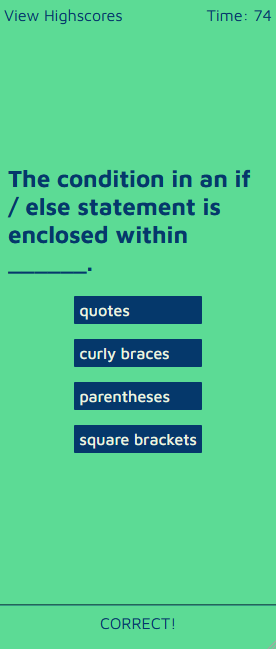 View Highscores
Time: 74
The condition in an if
/ else statement is
enclosed within
______.
quotes
curly braces
parentheses
square brackets
CORRECT!